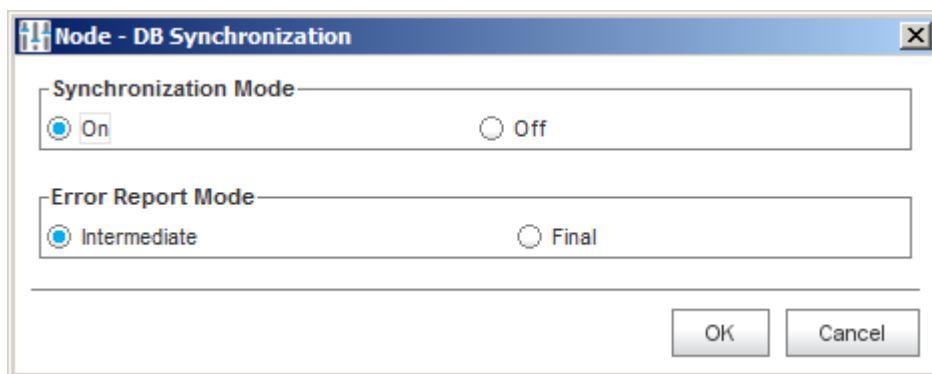 Node - DB Synchronization
Synchronization Mode
On Off
Error Report Mode
Intermediate Final
OK Cancel